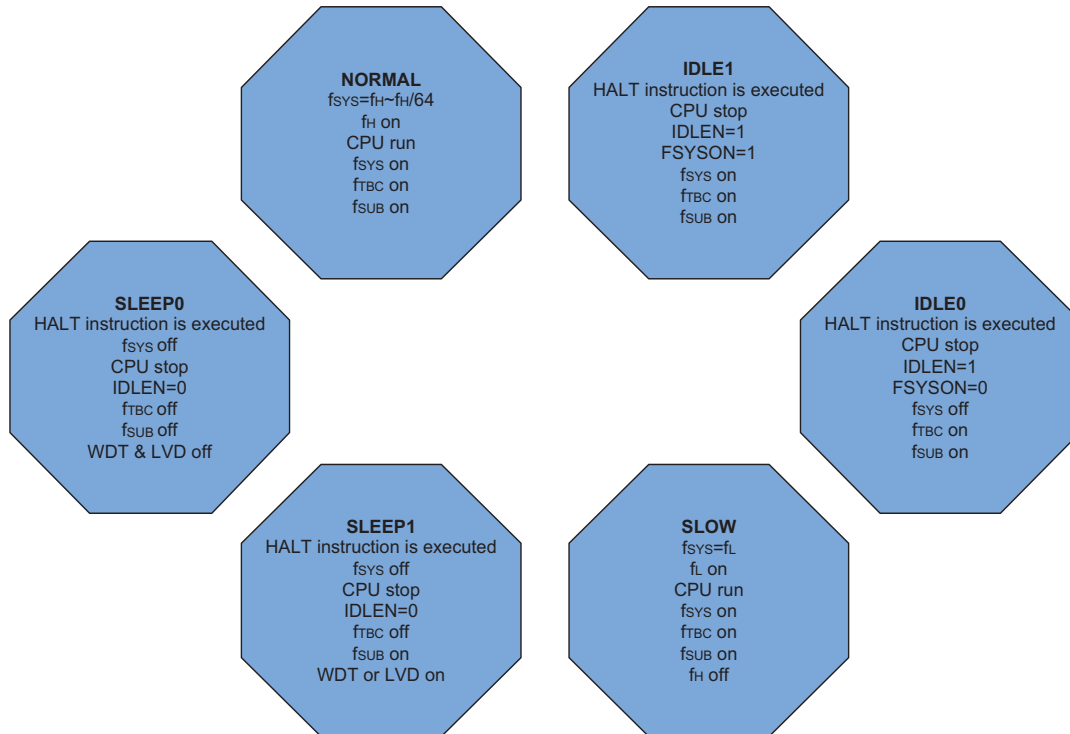 NORMAL
fSYS=fH~fH/64
fH on
CPU run
fSYS on
fTBC on
fSUB on
IDLE1
HALT instruction is executed
CPU stop
IDLEN=1
FSYSON=1
fSYS on
fTBC on
fSUB on
SLEEP0
HALT instruction is executed
fSYS off
CPU stop
IDLEN=0
fTBC off
fSUB off
WDT & LVD off
IDLE0
HALT instruction is executed
CPU stop
IDLEN=1
FSYSON=0
fSYS off
fTBC on
fSUB on
SLEEP1
HALT instruction is executed
fSYS off
CPU stop
IDLEN=0
fTBC off
fSUB on
WDT or LVD on
SLOW
fSYS=fL
fL on
CPU run
fSYS on
fTBC on
fSUB on
fH off